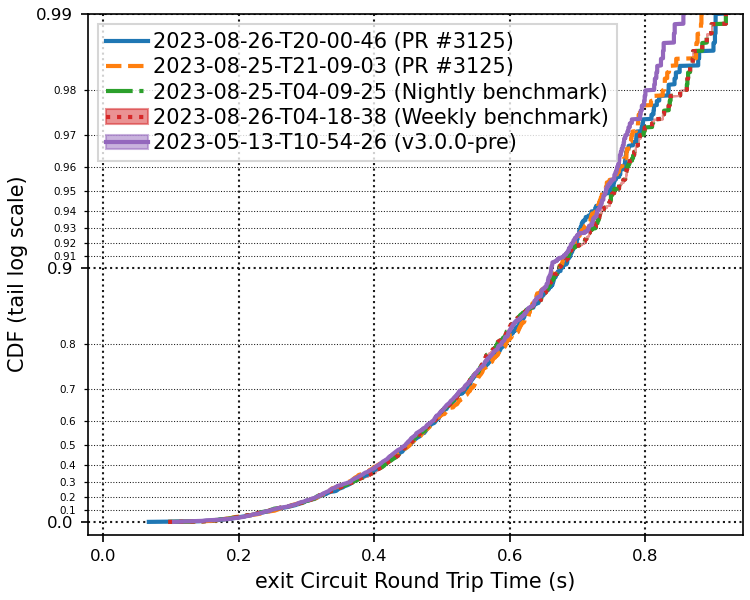 0.99
2023-08-26-T20-00-46 (PR #3125)
2023-08-25-T21-09-03 (PR #3125)
2023-08-25-T04-09-25 (Nightly benchmark)
2023-08-26-T04-18-38 (Weekly benchmark)
2023-05-13-T10-54-26 (v3.0.0-pre)
0.98
0.97
0.96
0.95
0.94
0.93
0.92
0.91
0.9
0.8
0.7
0.6
0.5
0.4
0.3
0.2
0.1
0.0
CDF (tail log scale)
0.0 0.2 0.4 0.6 0.8
exit Circuit Round Trip Time (s)